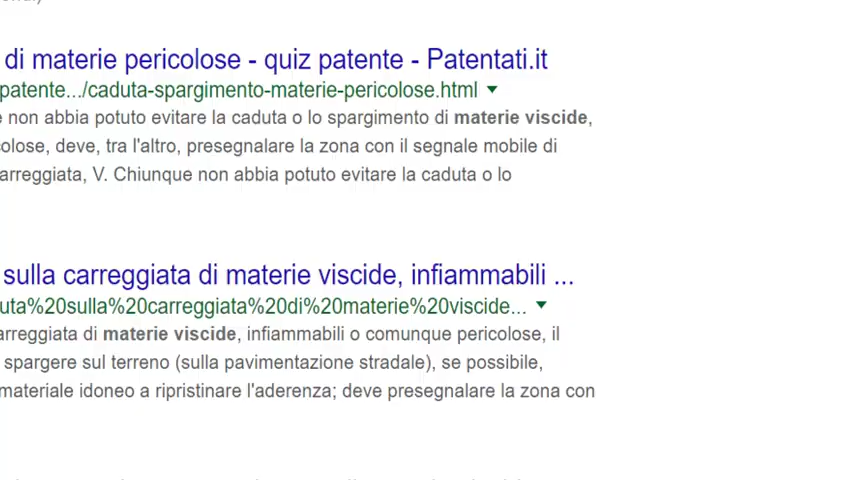 di materie pericolose - quiz patente - Patentati.it
patente.../caduta-spargimento-materie-pericolose.html
non abbia potuto evitare la caduta o lo spargimento di materie viscide,
colose, deve, tra l'altro, presegnalare la zona con il segnale mobile di
arreggiata, V. Chiunque non abbia potuto evitare la caduta o lo
sulla carreggiata di materie viscide, infiammabili ...
uta%20sulla%20carreggiata%20di%20materie%20viscide...
arreggiata di materie viscide, infiammabili o comunque pericolose, il
spargere sul terreno (sulla pavimentazione stradale), se possibile,
materiale idoneo a ripristinare l'aderenza; deve presegnalare la zona con